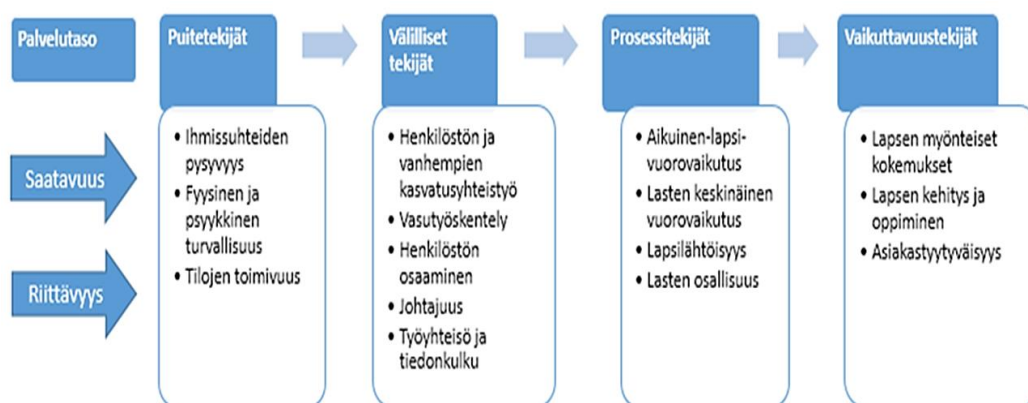 Palvelutaso
Saatavuus
Riittävyys
Puitetekijät
• Ihmissuhteiden
pysyvyys
• Fyysinen ja
psyykkinen
turvallisuus
• Tilojen toimivuus
Välilliset
tekijät
• Henkilöstön ja
vanhempien
kasvatusyhteistyö
• Vasutyöskentely
• Henkilöstön
osaaminen
• Johtajuus
• Työyhteisö ja
tiedonkulku
Prosessitekijät
• Aikuinen-lapsi-
vuorovaikutus
• Lasten keskinäinen
vuorovaikutus
• Lapsilähtöisyys
• Lasten osallisuus
Vaikuttavuustekijät
• Lapsen myönteiset
kokemukset
• Lapsen kehitys ja
oppiminen
• Asiakastyytyväisyys